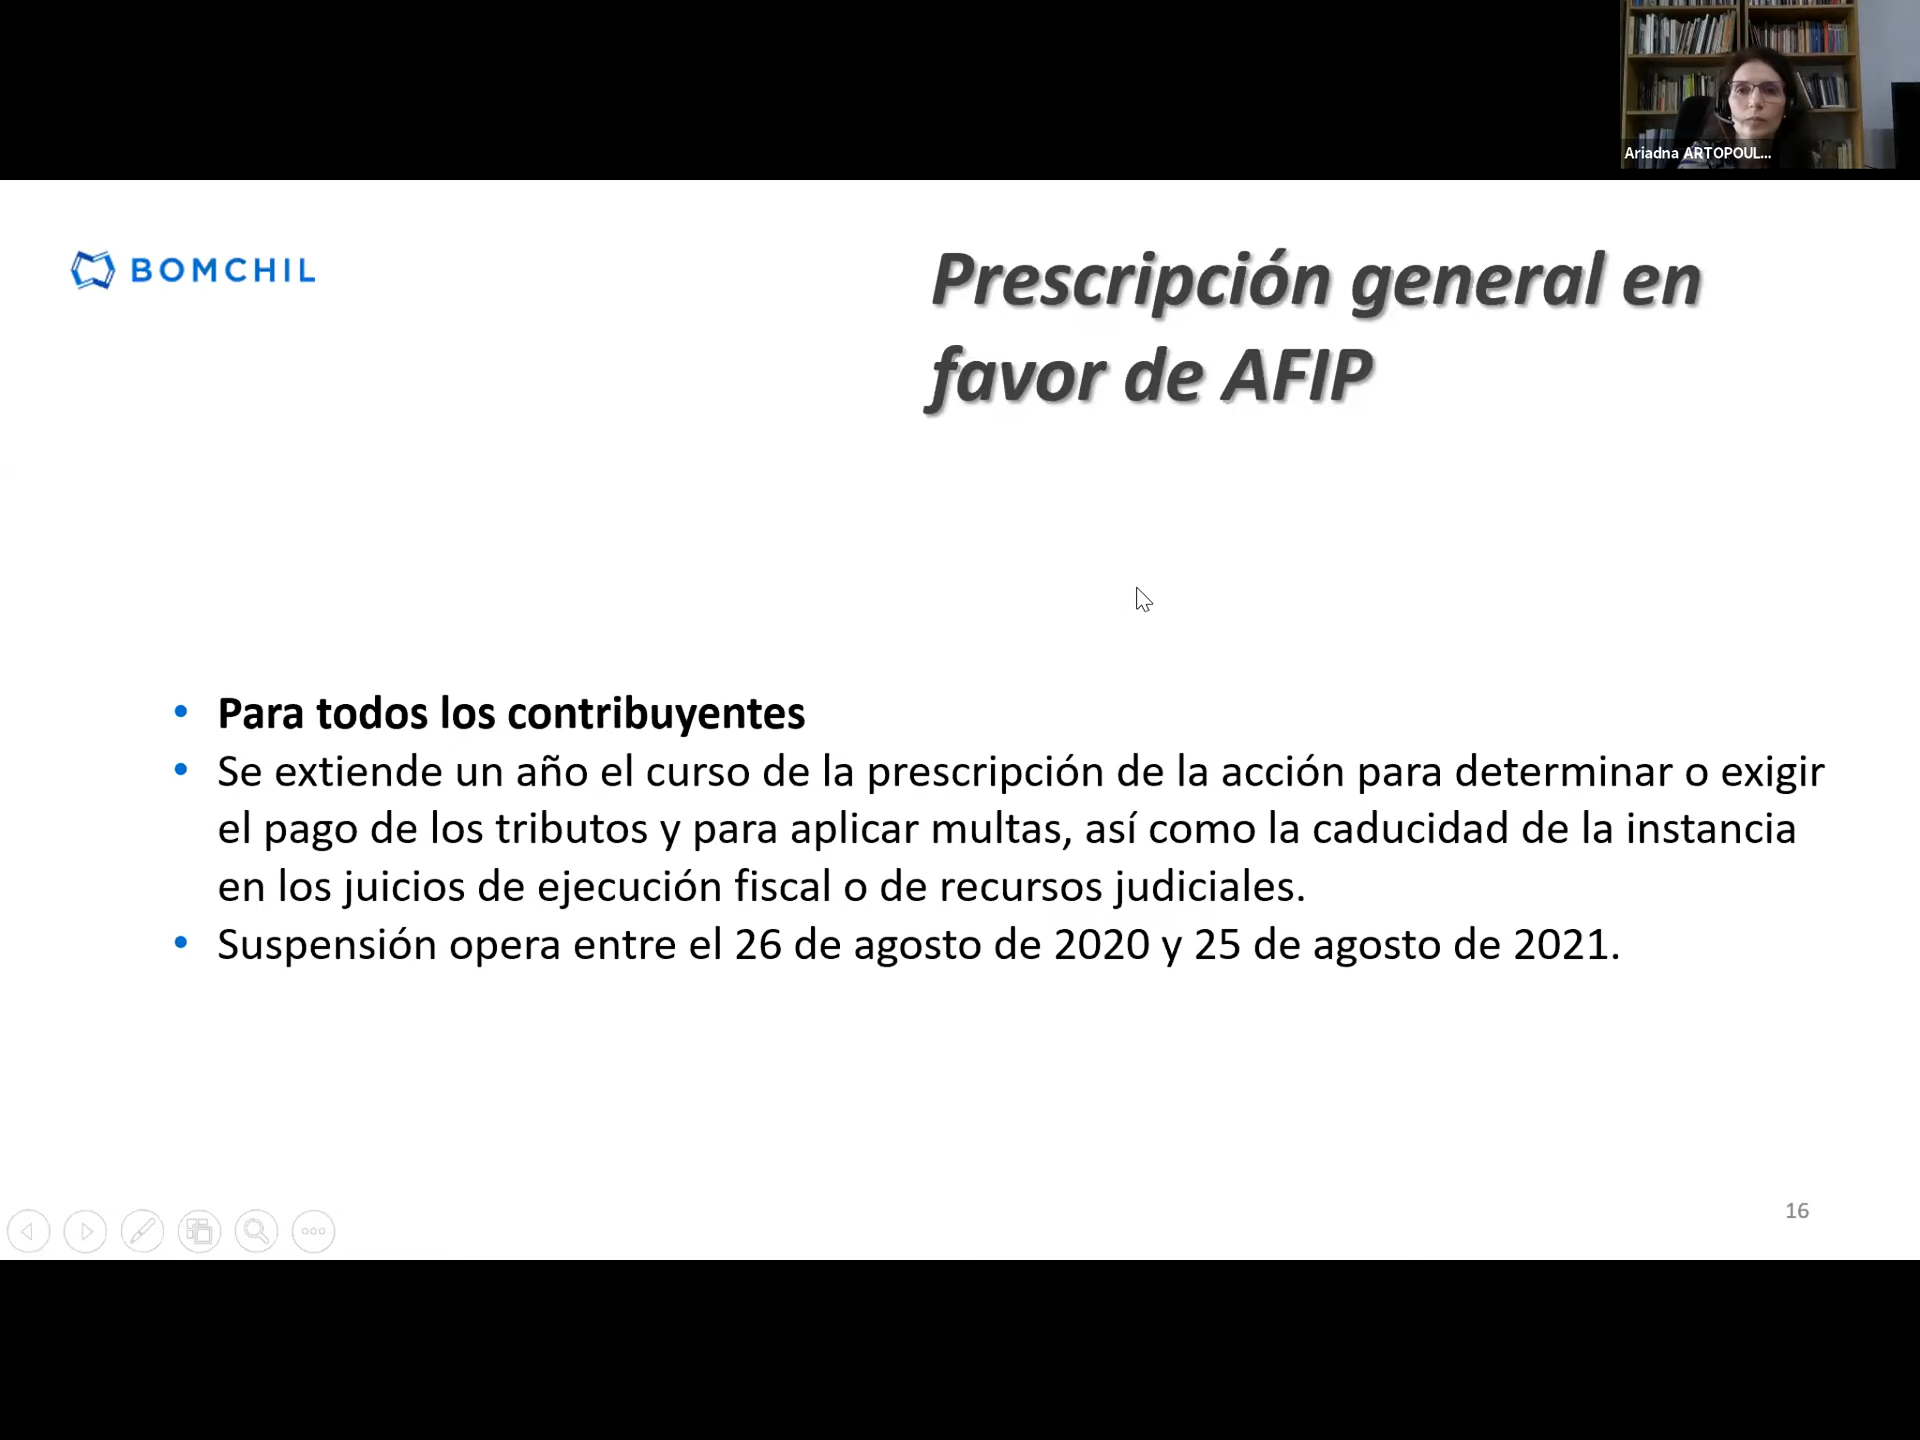 Ariadna ARTOPOUL...
BOMCHIL
Prescripción general en
favor de AFIP
• Para todos los contribuyentes
• Se extiende un año el curso de la prescripción de la acción para determinar o exigir
el pago de los tributos y para aplicar multas, así como la caducidad de la instancia
en los juicios de ejecución fiscal o de recursos judiciales.
• Suspensión opera entre el 26 de agosto de 2020 y 25 de agosto de 2021.
16